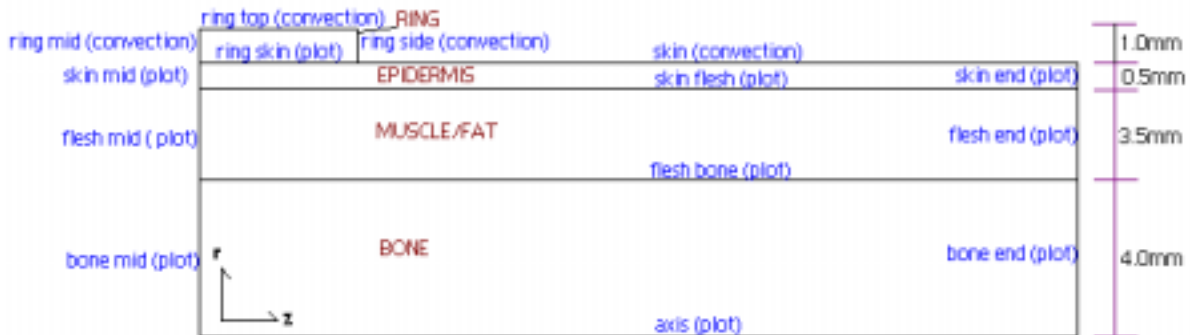 ring top (convection) RING
ring mid (convection) ring side (convection) 1.0mm
ring skin (plot) skin (convection)
skin mid (plot) EPIDERMIS skin flesh (plot) skin end (plot) 0.5mm
flesh mid ( plot) MUSCLE/FAT flesh end (plot) 3.5mm
flesh bone (plot)
bone mid (plot) r BONE bone end (plot) 4.0mm
z
axis (plot)